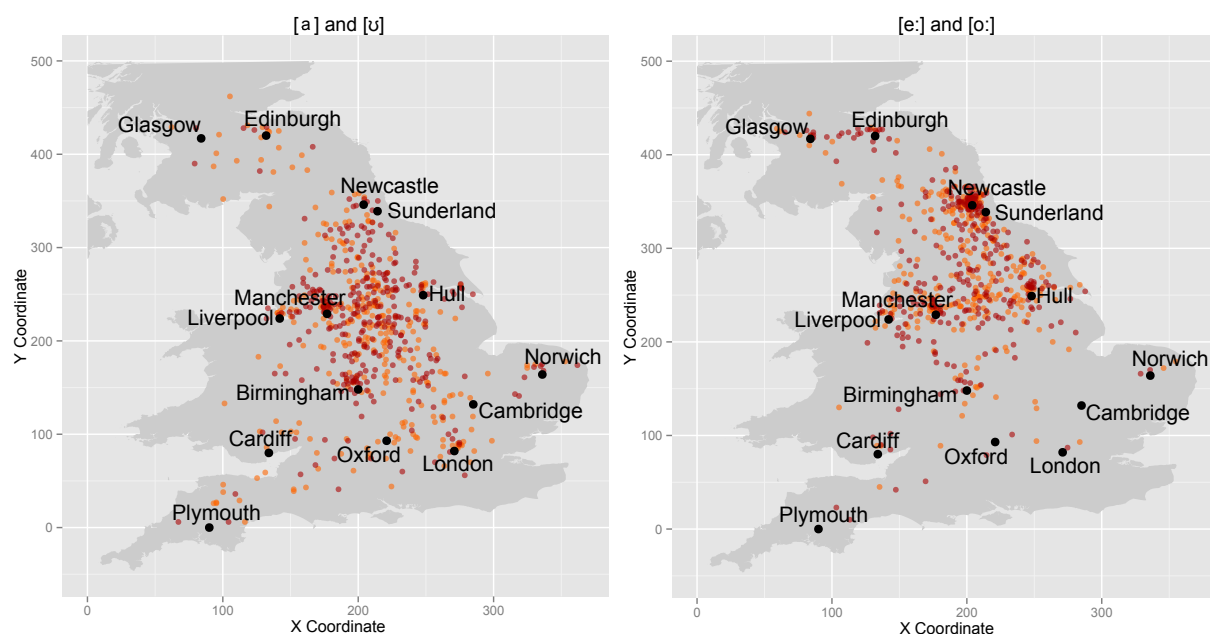 [a] and [ʊ]
500
400
300
200
100
0
Y Coordinate
Glasgow
Edinburgh
Newcastle
Sunderland
Manchester
Liverpool
Hull
Norwich
Birmingham
Cambridge
Cardiff
Oxford
London
Plymouth
0
100
200
300
X Coordinate
[e:] and [o:]
500
400
300
200
100
0
Y Coordinate
Glasgow
Edinburgh
Newcastle
Sunderland
Manchester
Liverpool
Hull
Norwich
Birmingham
Cambridge
Cardiff
Oxford
London
Plymouth
0
100
200
300
X Coordinate